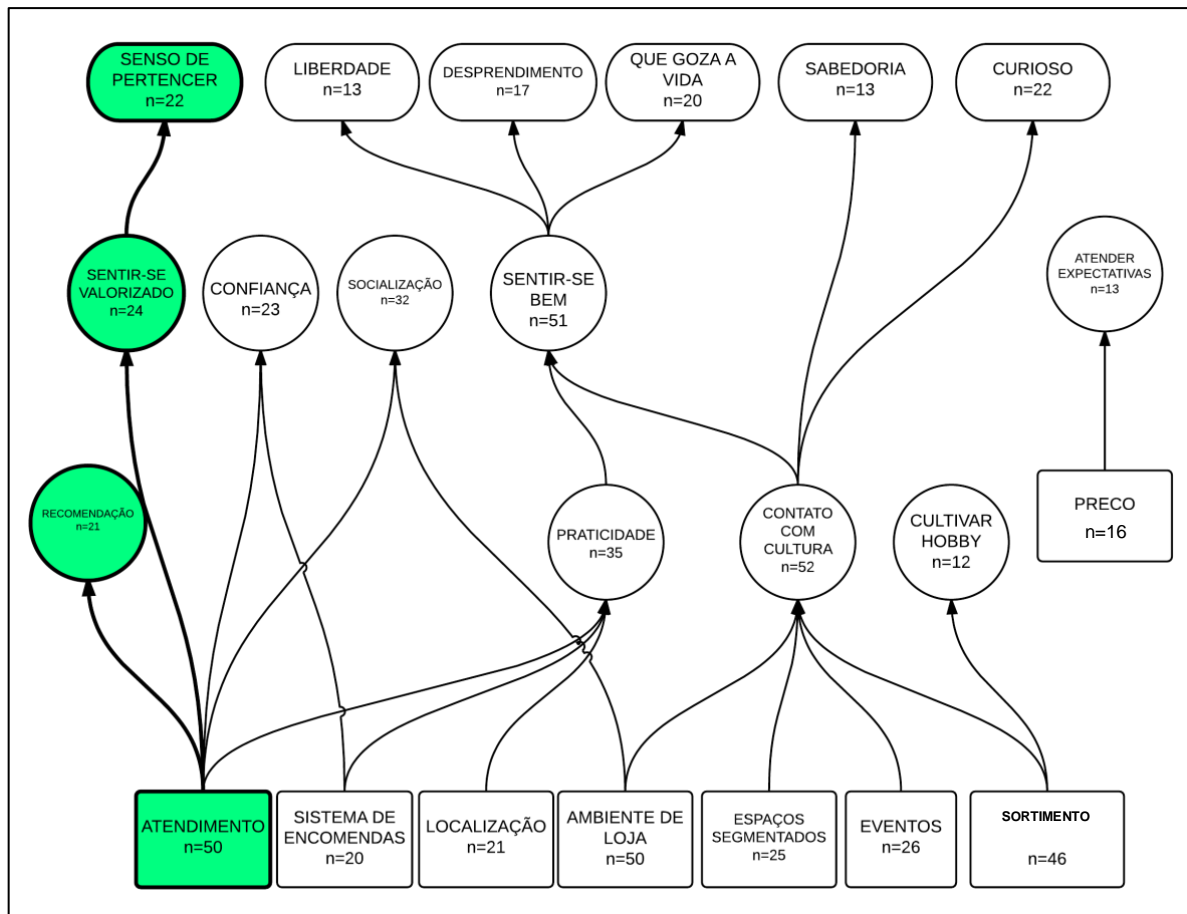 SENSO DE
PERTENCER
n=22
LIBERDADE
n=13
DESPRENDIMENTO
n=17
QUE GOZA A
VIDA
n=20
SABEDORIA
n=13
CURIOSO
n=22
SENTIR-SE
VALORIZADO
n=24
CONFIANÇA
n=23
SOCIALIZAÇÃO
n=32
SENTIR-SE
BEM
n=51
ATENDER
EXPECTATIVAS
n=13
RECOMENDAÇÃO
n=21
PRATICIDADE
n=35
CONTATO
COM
CULTURA
n=52
CULTIVAR
HOBBY
n=12
PRECO
n=16
ATENDIMENTO
n=50
SISTEMA DE
ENCOMENDAS
n=20
LOCALIZAÇÃO
n=21
AMBIENTE DE
LOJA
n=50
ESPAÇOS
SEGMENTADOS
n=25
EVENTOS
n=26
SORTIMENTO
n=46